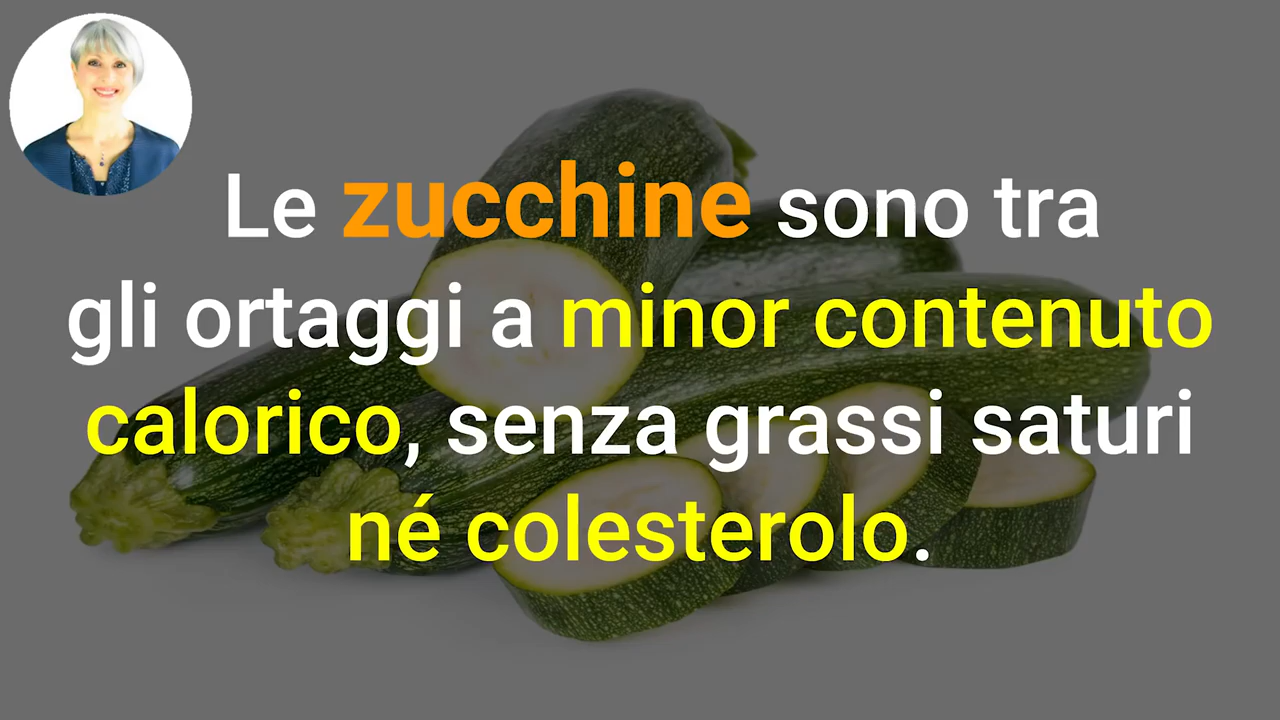 Le zucchine sono tra
gli ortaggi a minor contenuto
calorico, senza grassi saturi
né colesterolo.